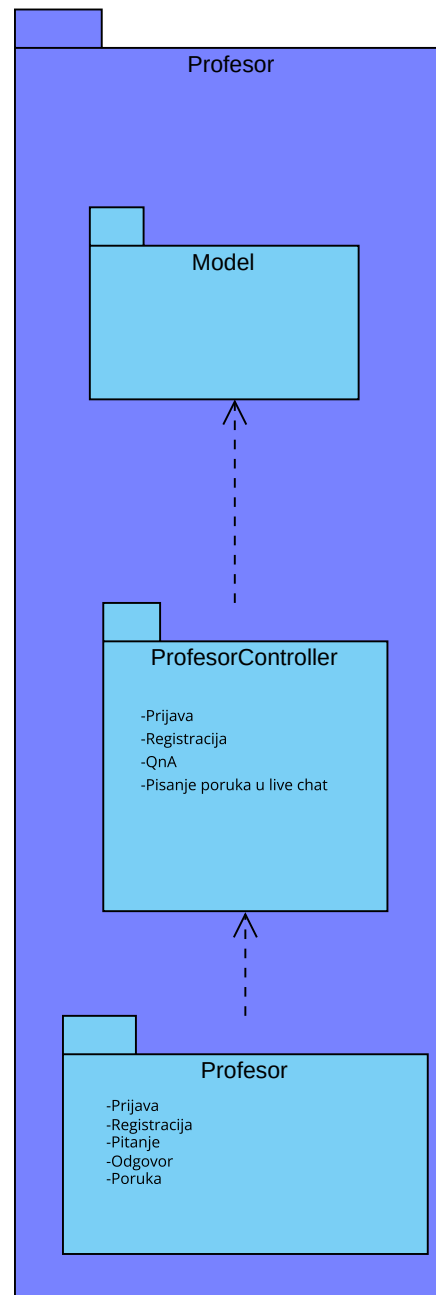 Profesor
Model
ProfesorController
-Prijava
-Registracija
-QnA
-Pisanje poruka u live chat
Profesor
-Prijava
-Registracija
-Pitanje
-Odgovor
-Poruka